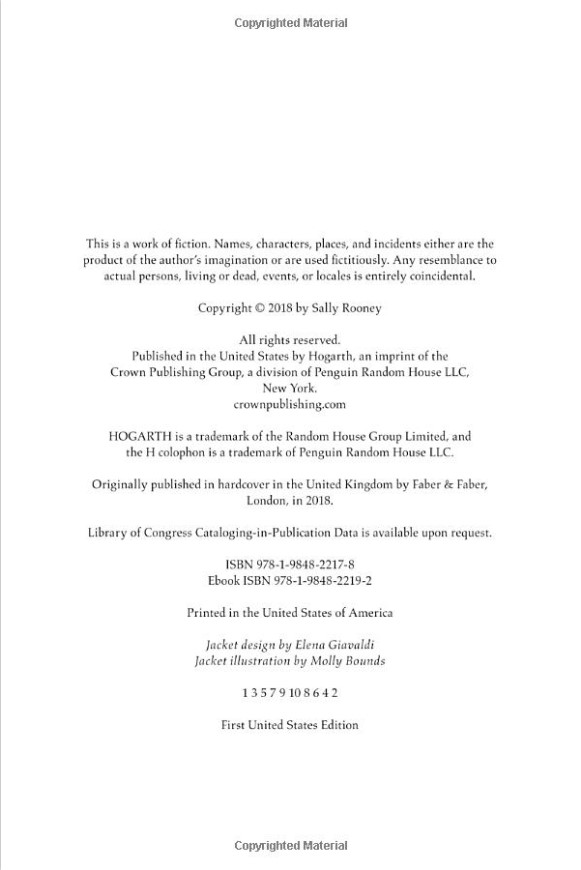 Copyrighted Material
This is a work of fiction. Names, characters, places, and incidents either are the
product of the author's imagination or are used fictitiously. Any resemblance to
actual persons, living or dead, events, or locales is entirely coincidental.
Copyright © 2018 by Sally Rooney
All rights reserved.
Published in the United States by Hogarth, an imprint of the
Crown Publishing Group, a division of Penguin Random House LLC,
New York.
crownpublishing.com
HOGARTH is a trademark of the Random House Group Limited, and
the H colophon is a trademark of Penguin Random House LLC.
Originally published in hardcover in the United Kingdom by Faber & Faber,
London, in 2018.
Library of Congress Cataloging-in-Publication Data is available upon request.
ISBN 978-1-9848-2217-8
Ebook ISBN 978-1-9848-2219-2
Printed in the United States of America
Jacket design by Elena Giavaldi
Jacket illustration by Molly Bounds
1 3 5 7 9 10 8 6 4 2
First United States Edition
Copyrighted Material